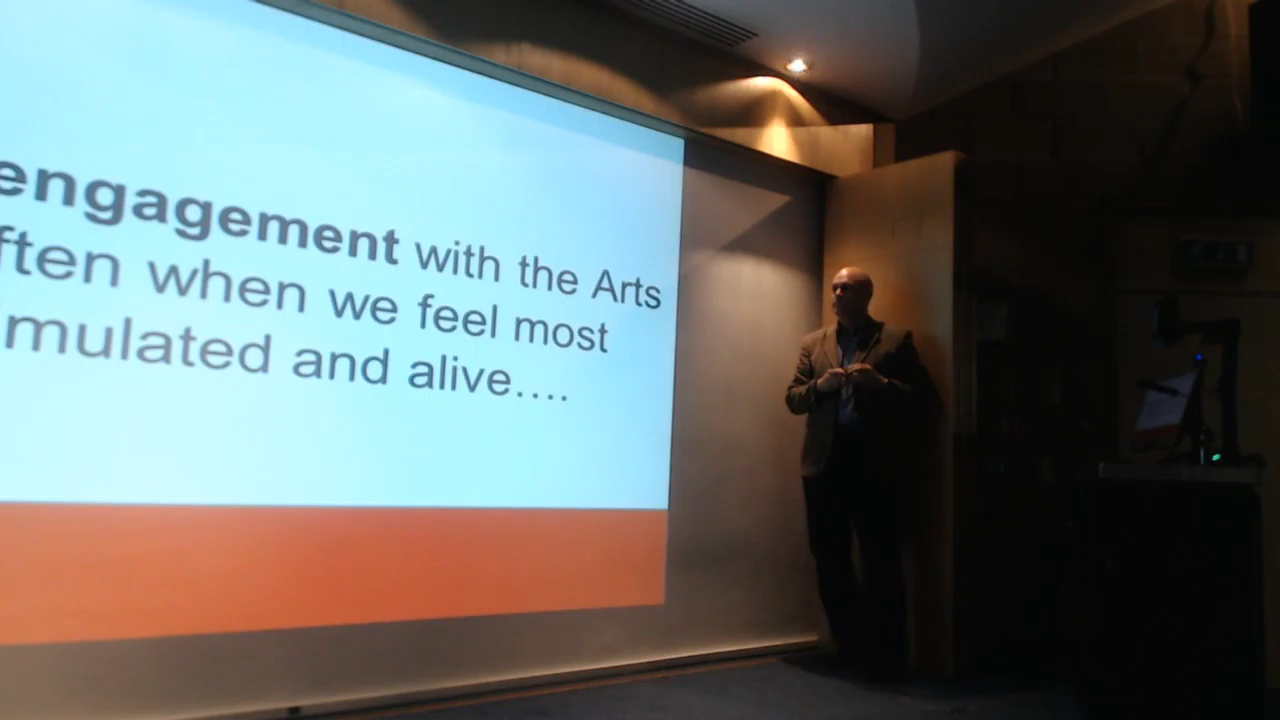 engagement with the Arts
ften when we feel most
mulated and alive....